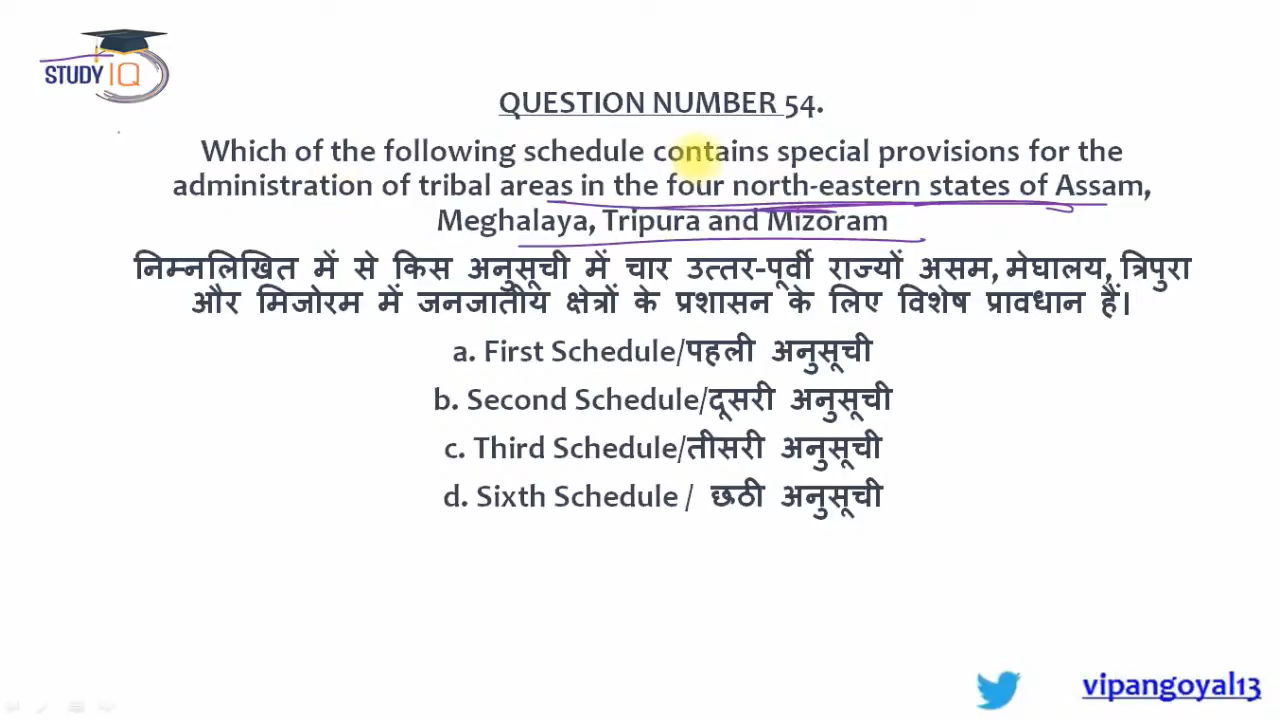 STUDY IQ
QUESTION NUMBER 54.
Which of the following schedule contains special provisions for the
administration of tribal areas in the four north-eastern states of Assam,
Meghalaya, Tripura and Mizoram
निम्नलिखित में से किस अनुसूची में चार उत्तर-पूर्वी राज्यों असम, मेघालय, त्रिपुरा
और मिजोरम में जनजातीय क्षेत्रों के प्रशासन के लिए विशेष प्रावधान हैं।
a. First Schedule/पहली अनुसूची
b. Second Schedule/दूसरी अनुसूची
c. Third Schedule/तीसरी अनुसूची
d. Sixth Schedule / छठी अनुसूची
vipangoyal13